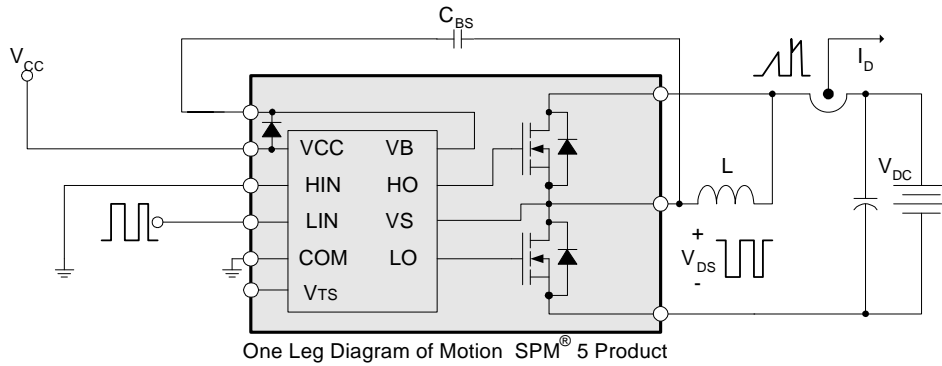 C_BS
V_CC
I_D
VCC VB
HIN HO
LIN VS
COM LO
V_TS
L
V_DC
+
V_DS
-
One Leg Diagram of Motion SPM® 5 Product